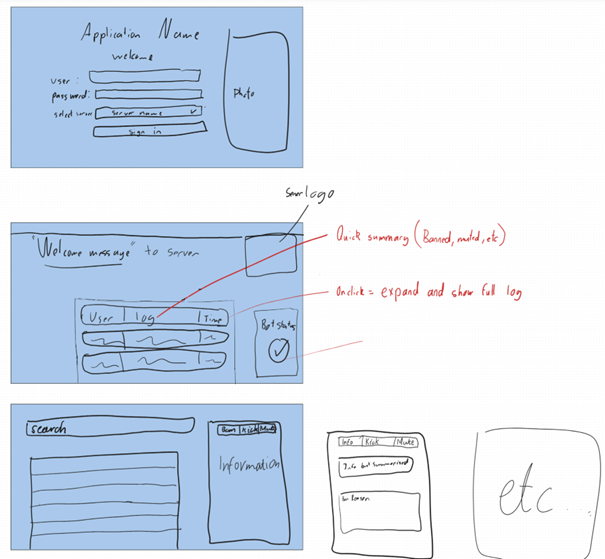 Application Name
welcome
user :
password:
select server
server name
sign in
Photo
Server logo
"Welcome message" to server
Quick summary (Banned, muted, etc)
Onclick = expand and show full log
User | log | Time
Bot status
search
Ban | Kick | Mute
Information
Info | Kick | Mute
Info but summarised
Reason
etc...